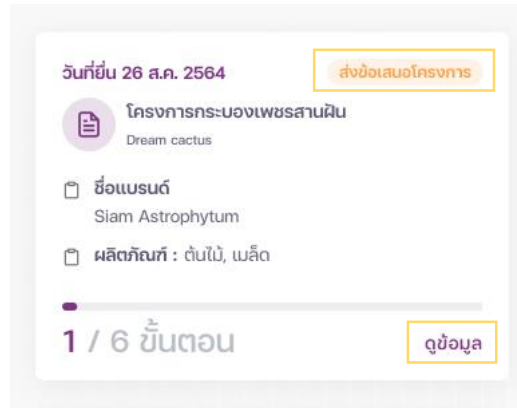 วันที่ยื่น 26 ส.ค. 2564
ส่งข้อเสนอโครงการ
โครงการกระบองเพชรสานฝัน
Dream cactus
ชื่อแบรนด์
Siam Astrophytum
ผลิตภัณฑ์ : ต้นไม้, เมล็ด
1 / 6 ขั้นตอน
ดูข้อมูล